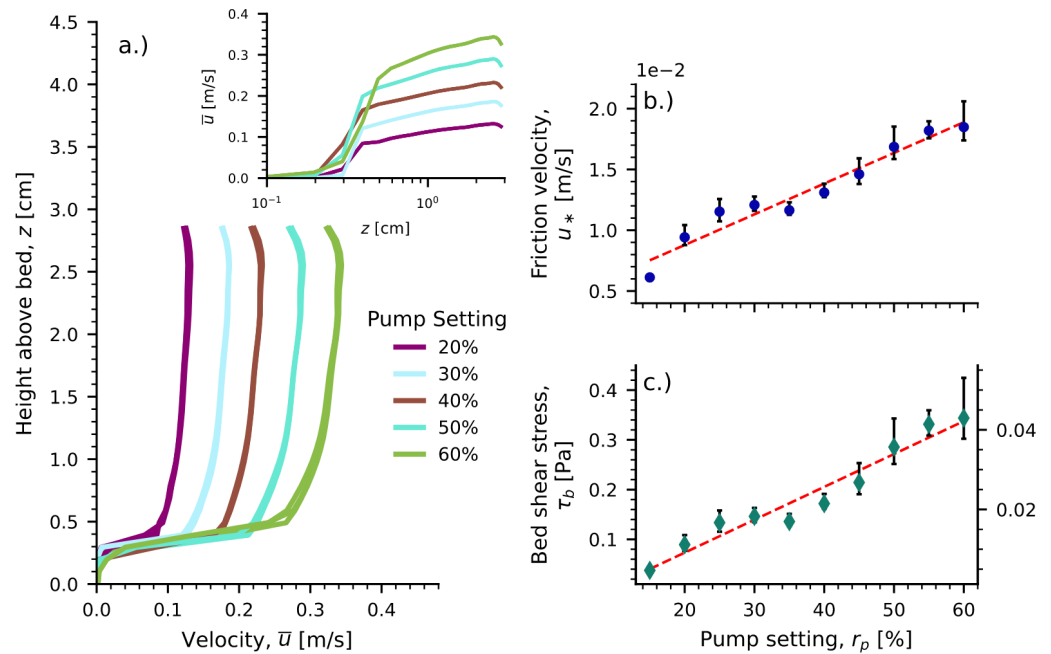 a.)
Height above bed, z [cm]
4.5
4.0
3.5
3.0
2.5
2.0
1.5
1.0
0.5
0.0
0.0 0.1 0.2 0.3 0.4
Velocity, u̅ [m/s]
u̅ [m/s]
0.4
0.3
0.2
0.1
0.0
10⁻¹ 10⁰
z [cm]
Pump Setting
20%
30%
40%
50%
60%
1e−2
b.)
Friction velocity,
u* [m/s]
2.0
1.5
1.0
0.5
c.)
Bed shear stress,
τb [Pa]
0.4
0.3
0.2
0.1
0.04
0.02
20 30 40 50 60
Pump setting, rp [%]